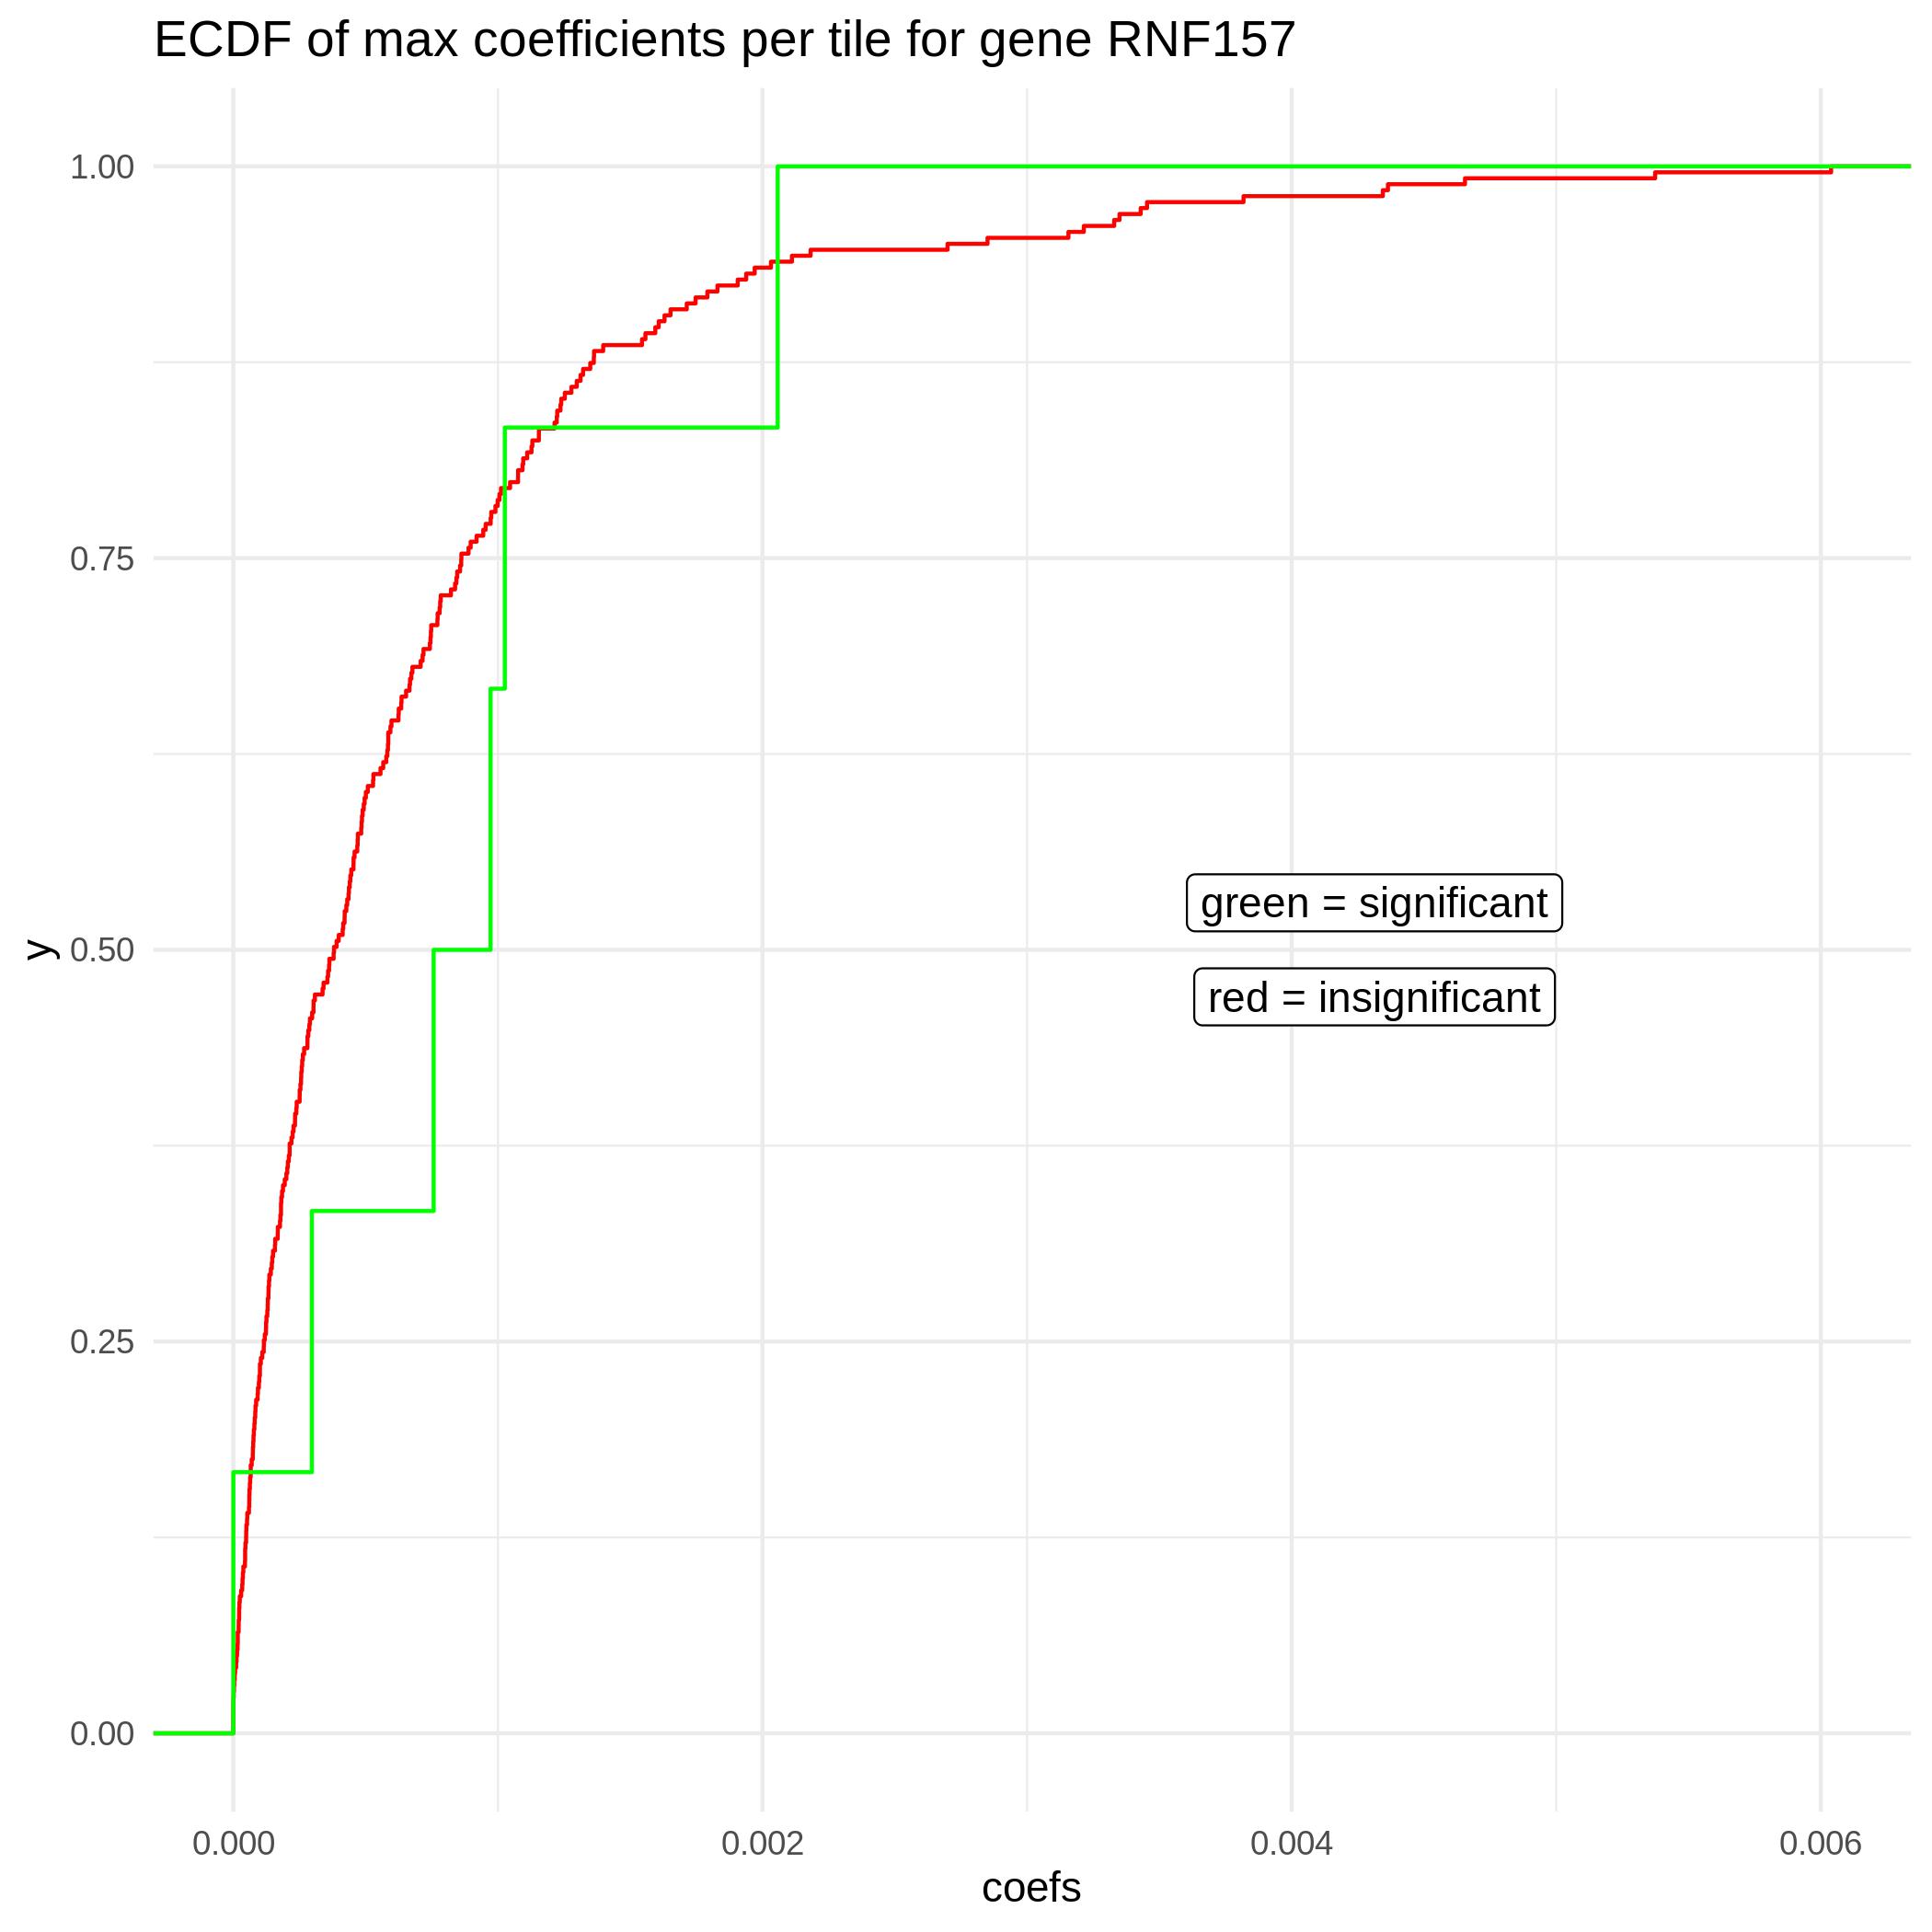 ECDF of max coefficients per tile for gene RNF157
1.00
0.75
0.50
0.25
0.00
y
green = significant
red = insignificant
0.000 0.002 0.004 0.006
coefs